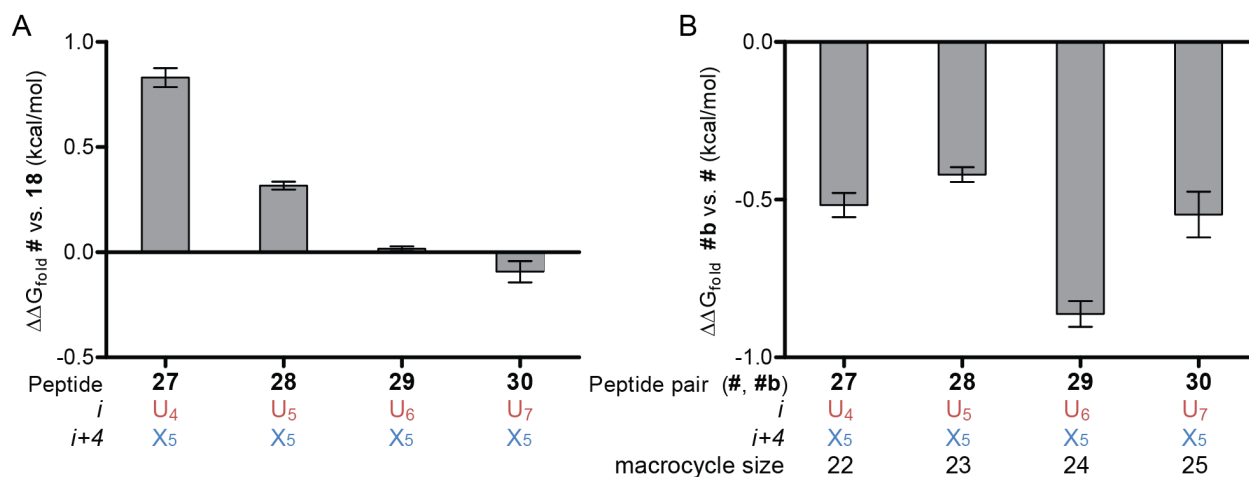 A
ΔΔGfold # vs. 18 (kcal/mol)
1.0
0.5
0.0
-0.5
Peptide 27 28 29 30
i U4 U5 U6 U7
i+4 X5 X5 X5 X5
B
ΔΔGfold #b vs. # (kcal/mol)
0.0
-0.5
-1.0
Peptide pair (#, #b) 27 28 29 30
i U4 U5 U6 U7
i+4 X5 X5 X5 X5
macrocycle size 22 23 24 25